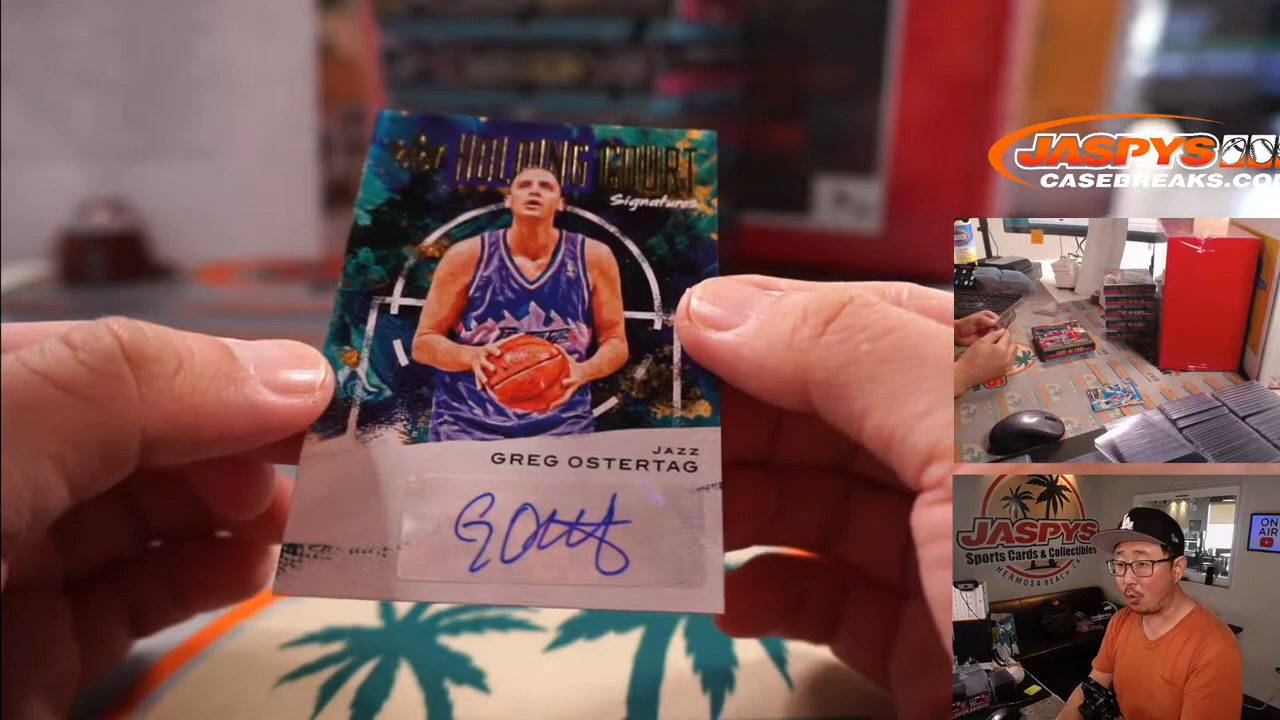 HOLDING COURT
Signatures
JAZZ
GREG OSTERTAG
JASPYS
CASEBREAKS.CO
JASPYS
Sports Cards & Collectibles
HERMOSA BEACH CA
ON
AIR